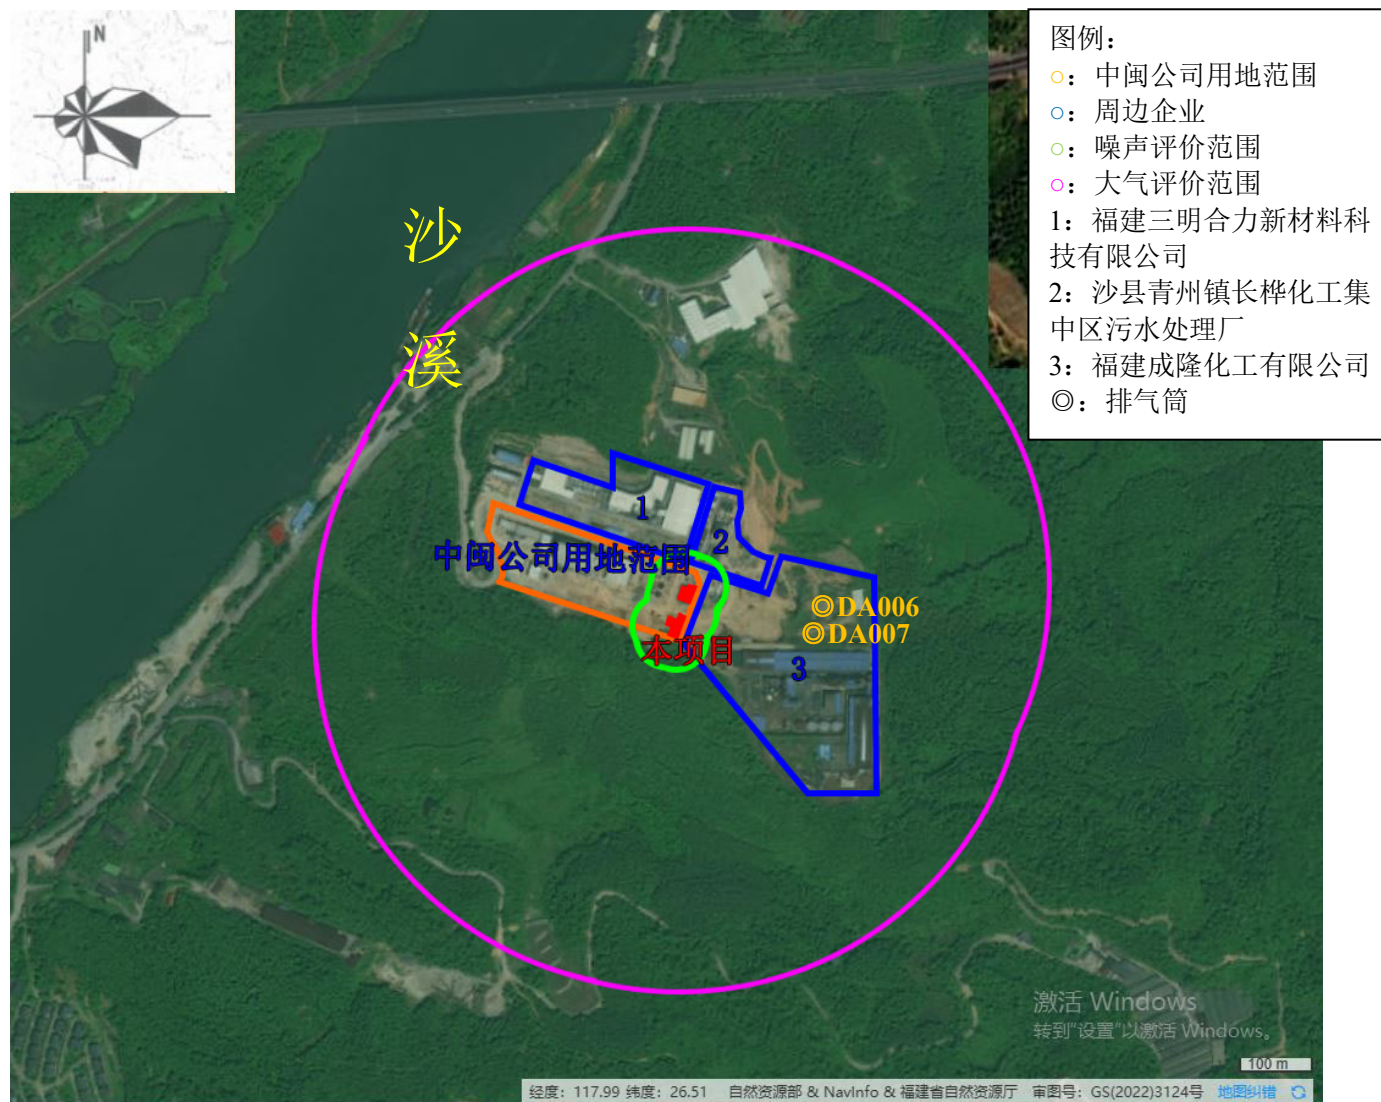 N
图例：
○：中闽公司用地范围
○：周边企业
○：噪声评价范围
○：大气评价范围
1：福建三明合力新材料科
技有限公司
2：沙县青州镇长桦化工集
中区污水处理厂
3：福建成隆化工有限公司
◎：排气筒
沙
溪
1
2
中闽公司用地范围
◎DA006
◎DA007
本项目
3
激活 Windows
转到"设置"以激活 Windows。
100 m
经度：117.99 纬度：26.51 自然资源部 & NavInfo & 福建省自然资源厅 审图号：GS(2022)3124号 地图纠错